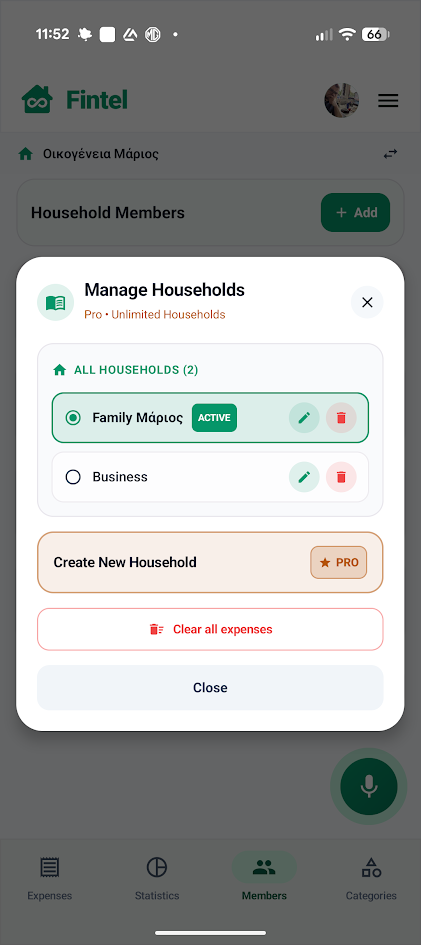 11:52
66
Fintel
Οικογένεια Μάριος
Household Members
+ Add
Manage Households
Pro • Unlimited Households
ALL HOUSEHOLDS (2)
Family Μάριος ACTIVE
Business
Create New Household PRO
Clear all expenses
Close
Expenses Statistics Members Categories